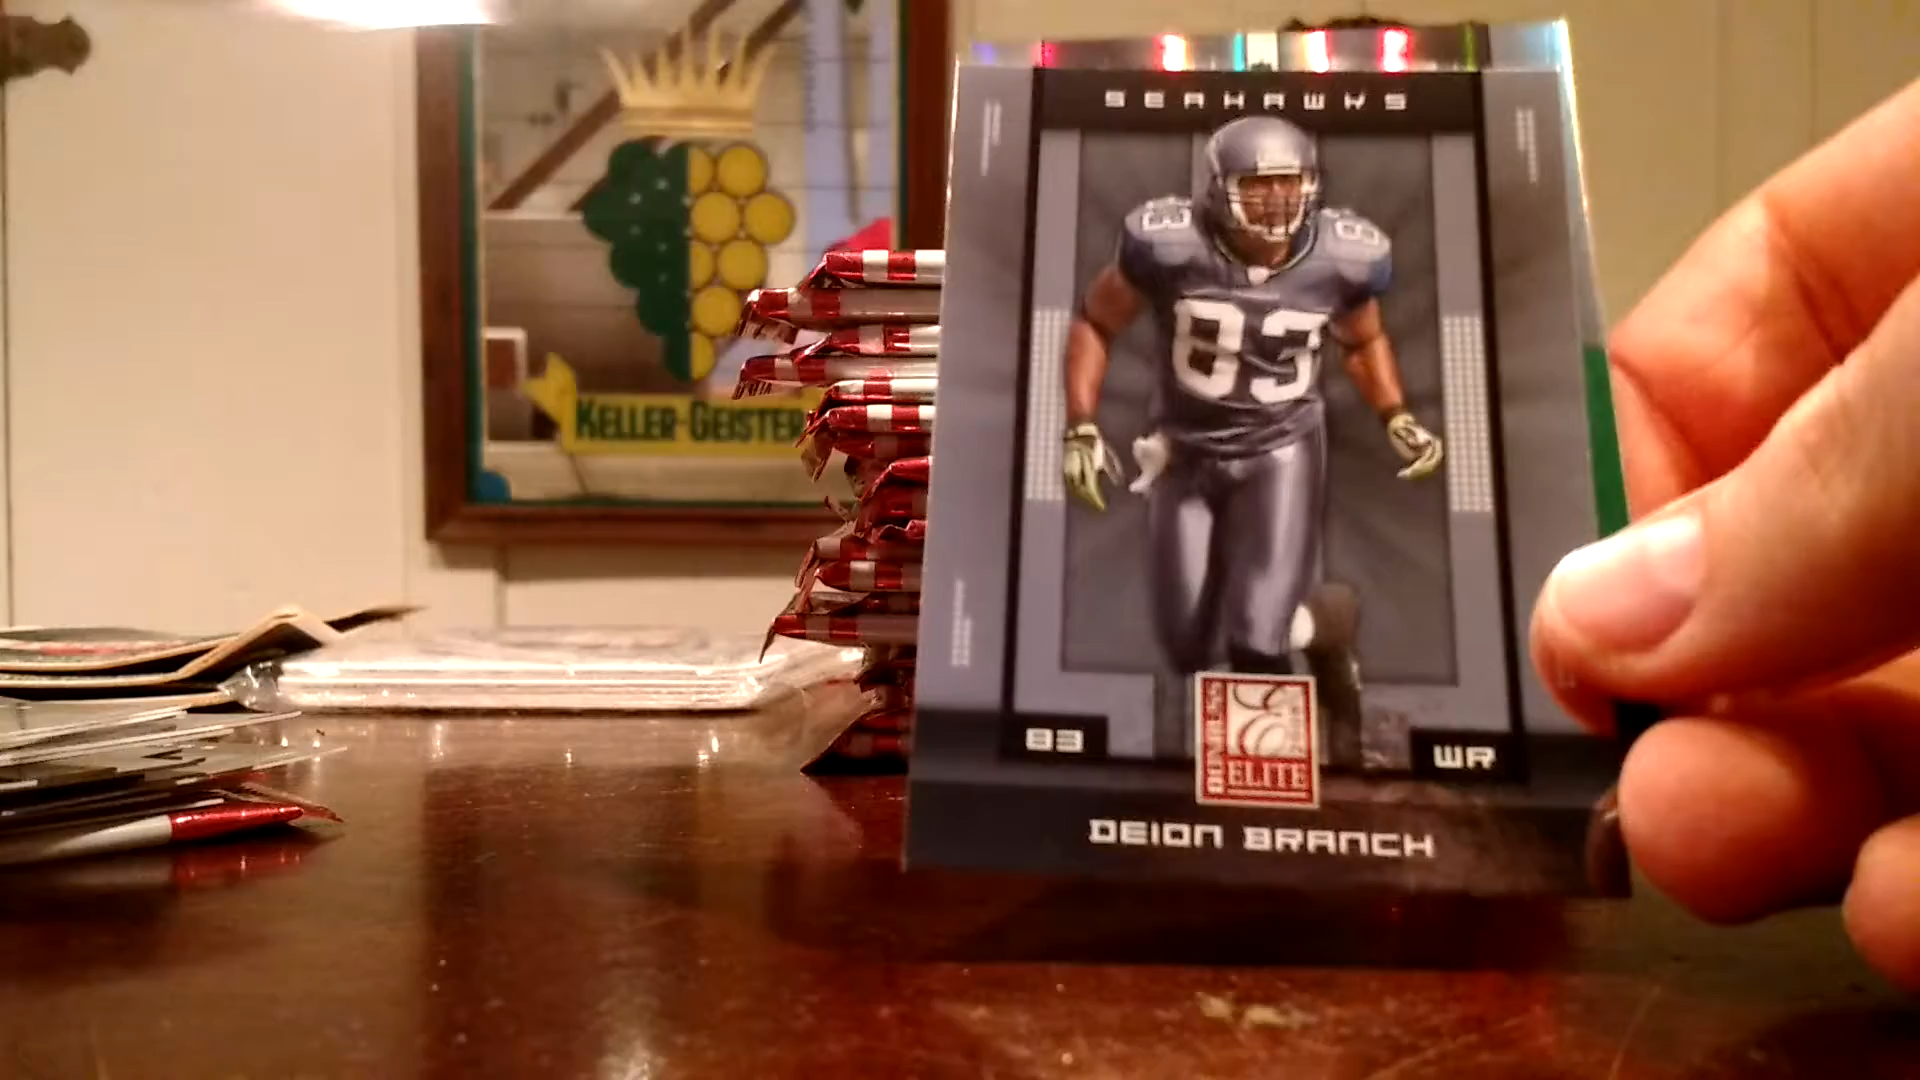 SEAHAWKS
83
83
WR
DONRUSS
ELITE
DEION BRANCH
KELLER-GEISTER